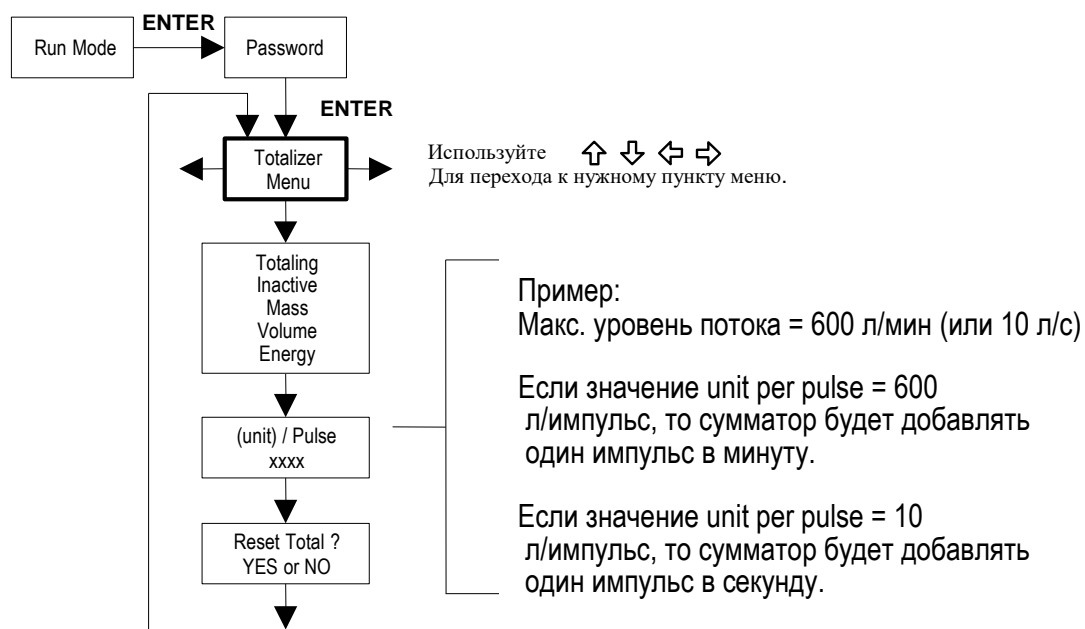 ENTER
Run Mode
Password
ENTER
Totalizer
Menu
Используйте
Для перехода к нужному пункту меню.
Totaling
Inactive
Mass
Volume
Energy
(unit) / Pulse
xxxx
Reset Total ?
YES or NO
Пример:
Макс. уровень потока = 600 л/мин (или 10 л/с)
Если значение unit per pulse = 600
л/импульс, то сумматор будет добавлять
один импульс в минуту.
Если значение unit per pulse = 10
л/импульс, то сумматор будет добавлять
один импульс в секунду.